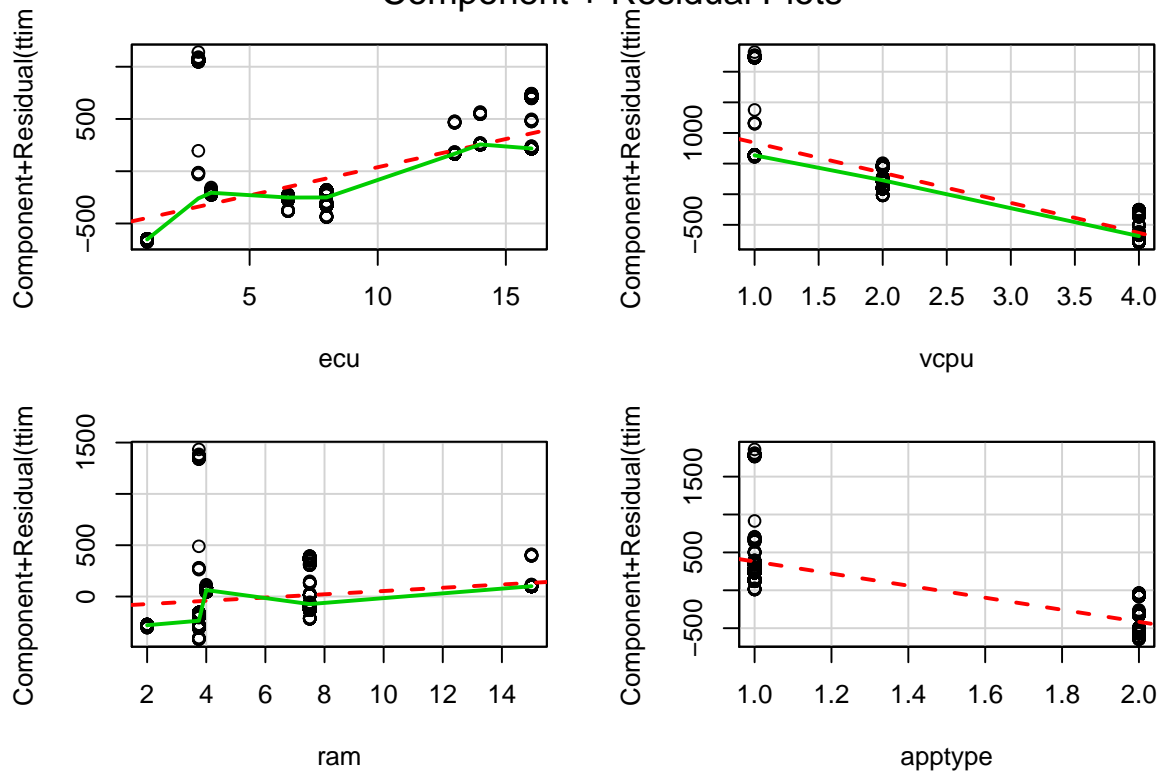 Component + Residual Plots
Component+Residual(ttim
500
−500
5 10 15
ecu
Component+Residual(ttim
1000
−500
1.0 1.5 2.0 2.5 3.0 3.5 4.0
vcpu
Component+Residual(ttim
1500
500
0
2 4 6 8 10 12 14
ram
Component+Residual(ttim
1500
500
−500
1.0 1.2 1.4 1.6 1.8 2.0
apptype